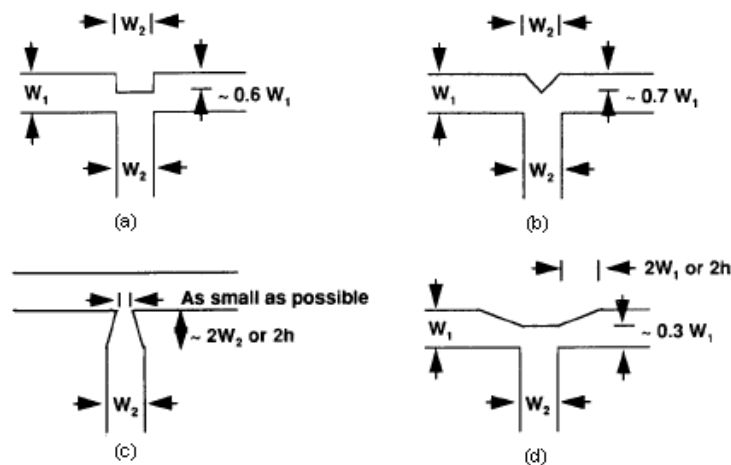 W₂
W₁
~ 0.6 W₁
W₂
(a)
W₂
W₁
~ 0.7 W₁
W₂
(b)
As small as possible
~ 2W₂ or 2h
W₂
(c)
2W₁ or 2h
W₁
~ 0.3 W₁
W₂
(d)